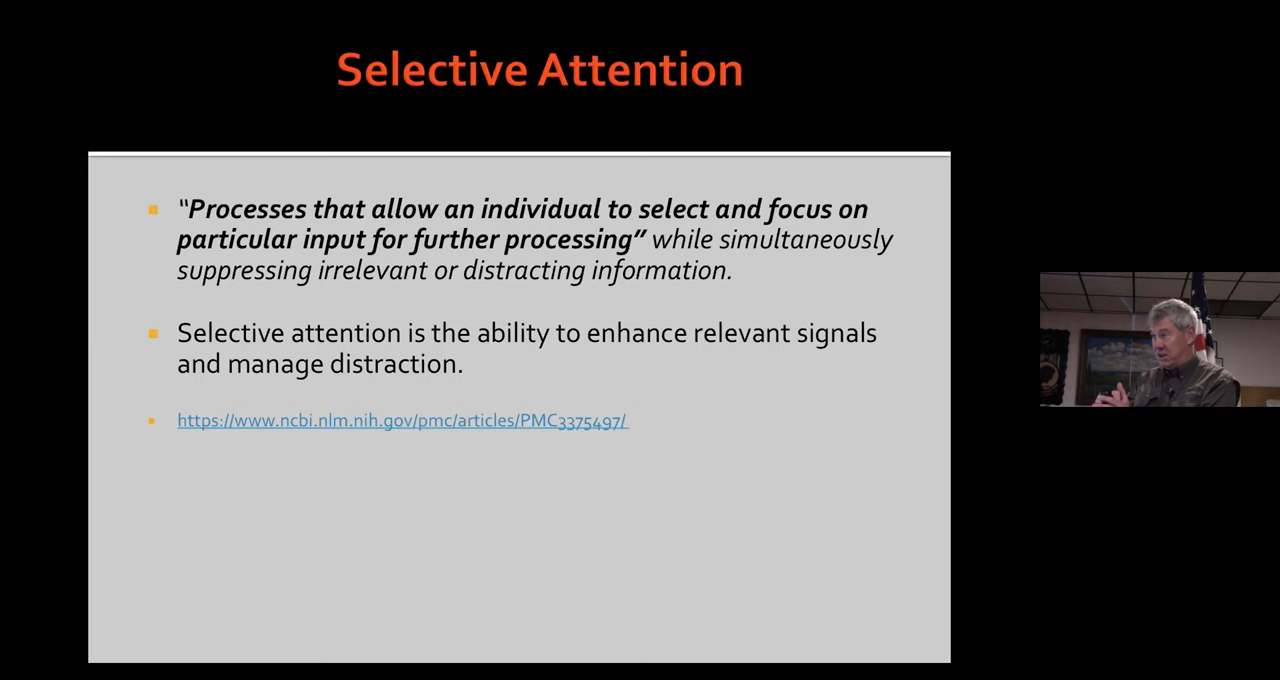 Selective Attention
“Processes that allow an individual to select and focus on
particular input for further processing” while simultaneously
suppressing irrelevant or distracting information.
Selective attention is the ability to enhance relevant signals
and manage distraction.
https://www.ncbi.nlm.nih.gov/pmc/articles/PMC3375497/